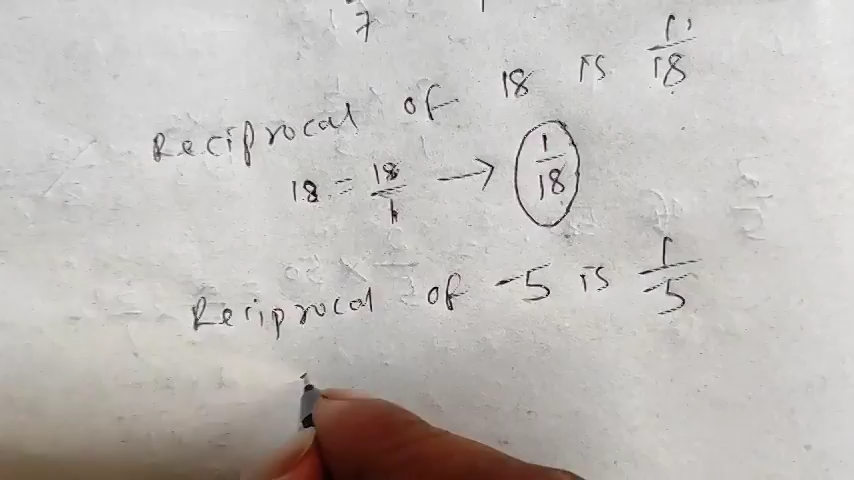 7
Reciprocal of 18 is 1/18
18 = 18/1 → 1/18
Reciprocal of -5 is 1/-5